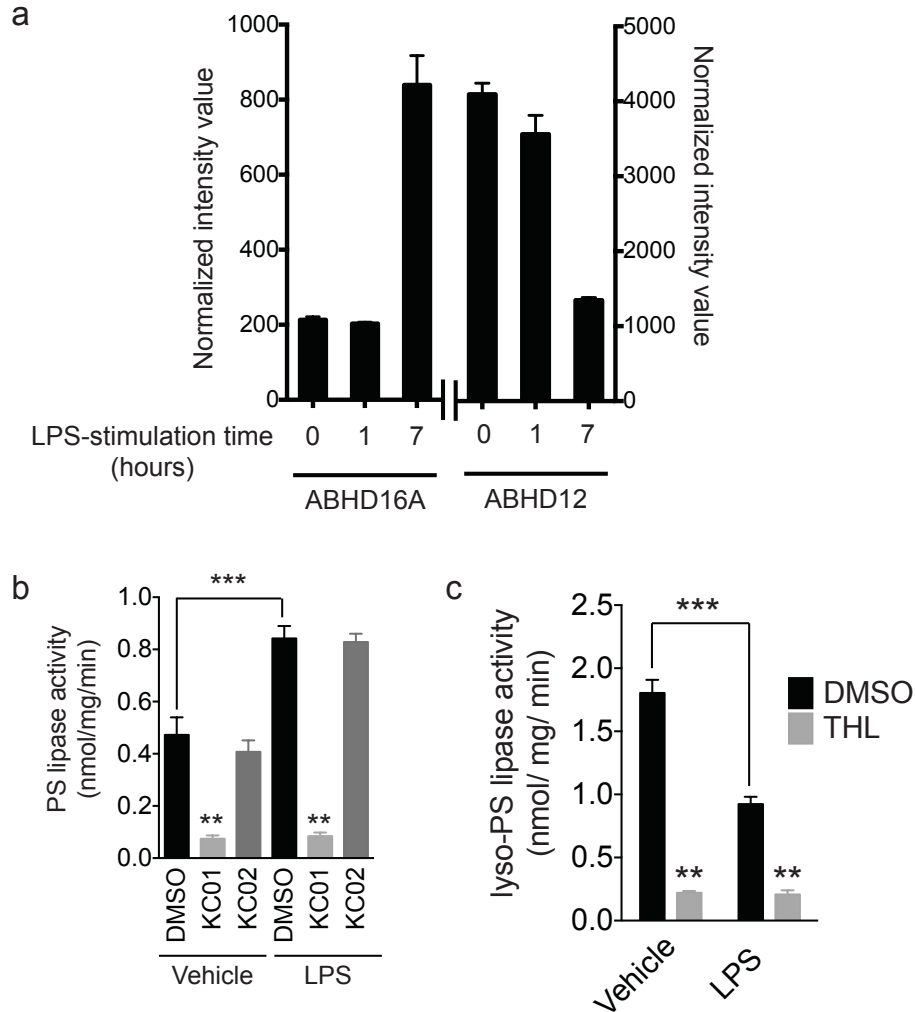 a
Normalized intensity value
1000
800
600
400
200
0
5000
4000
3000
2000
1000
0
Normalized intensity value
LPS-stimulation time
(hours)
0 1 7 0 1 7
ABHD16A ABHD12
b
PS lipase activity
(nmol/mg/min)
1.0
0.8
0.6
0.4
0.2
0.0
***
** **
DMSO KC01 KC02 DMSO KC01 KC02
Vehicle LPS
c
lyso-PS lipase activity
(nmol/ mg/ min)
2.5
2.0
1.5
1.0
0.5
0.0
***
** **
DMSO
THL
Vehicle LPS